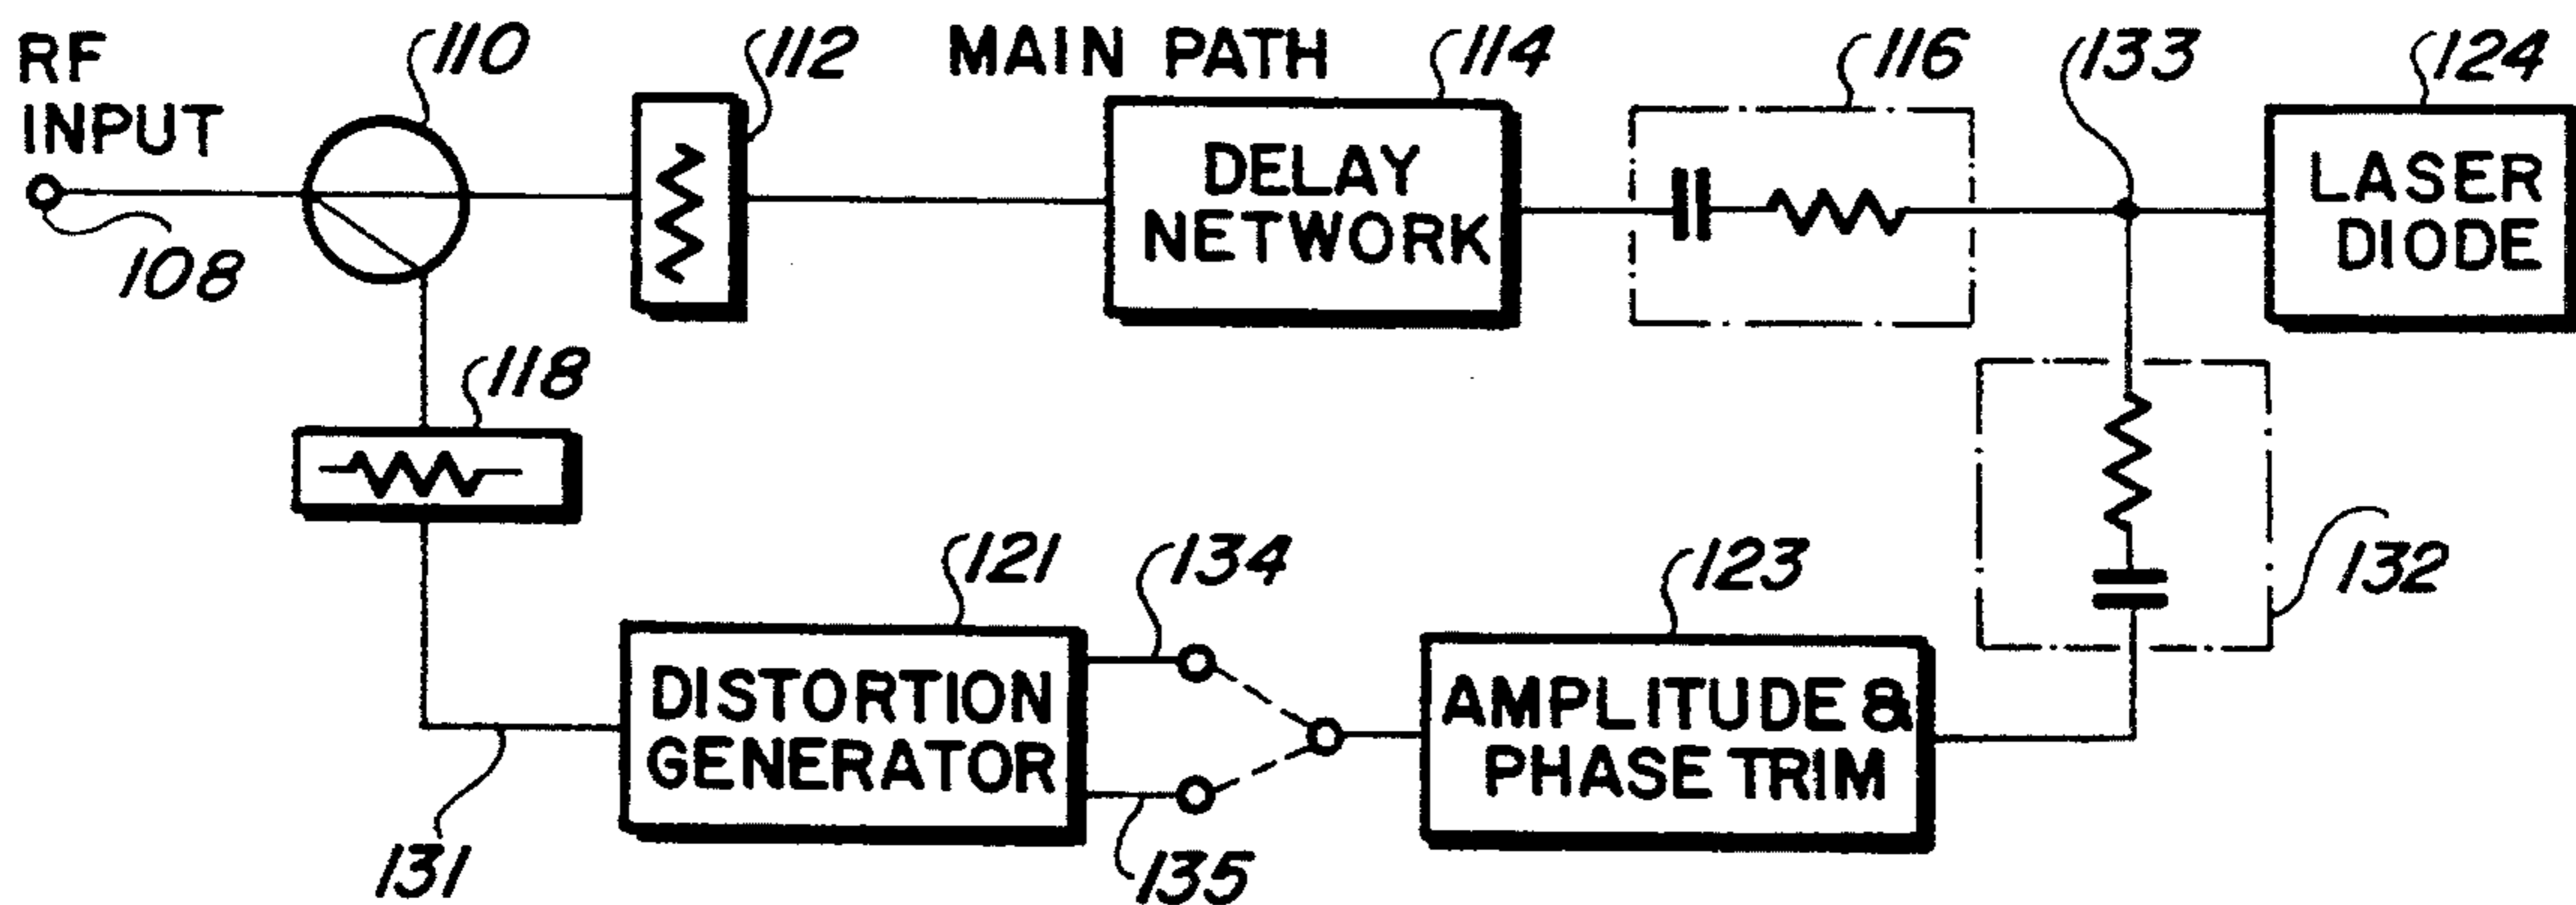 RF
INPUT
108
110
112
MAIN PATH
114
DELAY
NETWORK
116
133
124
LASER
DIODE
118
131
121
DISTORTION
GENERATOR
134
135
123
AMPLITUDE &
PHASE TRIM
132